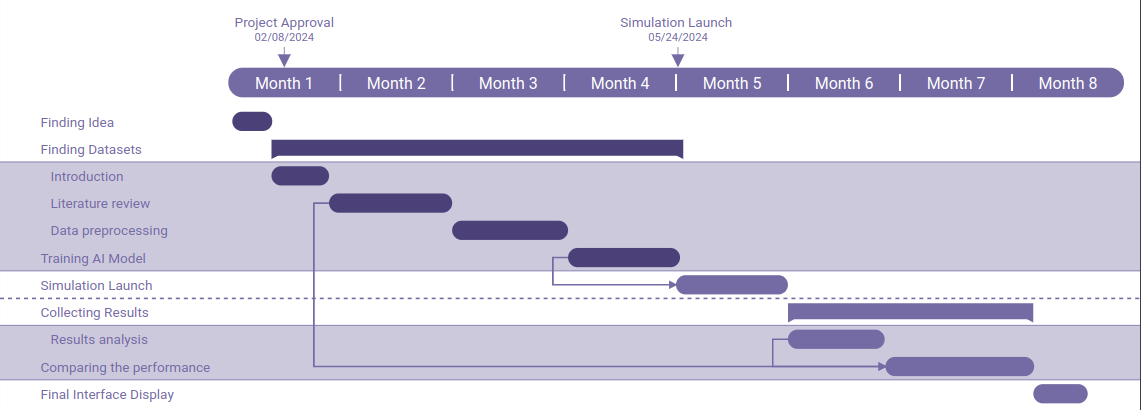 Project Approval
02/08/2024
Simulation Launch
05/24/2024
Month 1
Month 2
Month 3
Month 4
Month 5
Month 6
Month 7
Month 8
Finding Idea
Finding Datasets
Introduction
Literature review
Data preprocessing
Training AI Model
Simulation Launch
Collecting Results
Results analysis
Comparing the performance
Final Interface Display